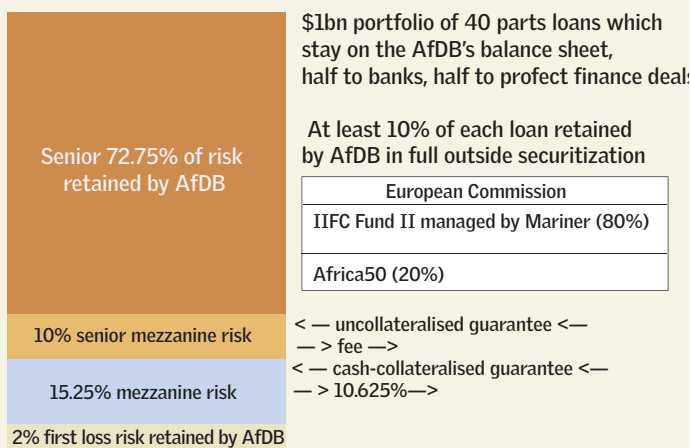 $1bn portfolio of 40 parts loans which
stay on the AfDB's balance sheet,
half to banks, half to profect finance deals
At least 10% of each loan retained
by AfDB in full outside securitization
Senior 72.75% of risk
retained by AfDB
European Commission
IIFC Fund II managed by Mariner (80%)
Africa50 (20%)
10% senior mezzanine risk
< — uncollateralised guarantee <—
— > fee —>
15.25% mezzanine risk
< — cash-collateralised guarantee <—
— > 10.625%—>
2% first loss risk retained by AfDB